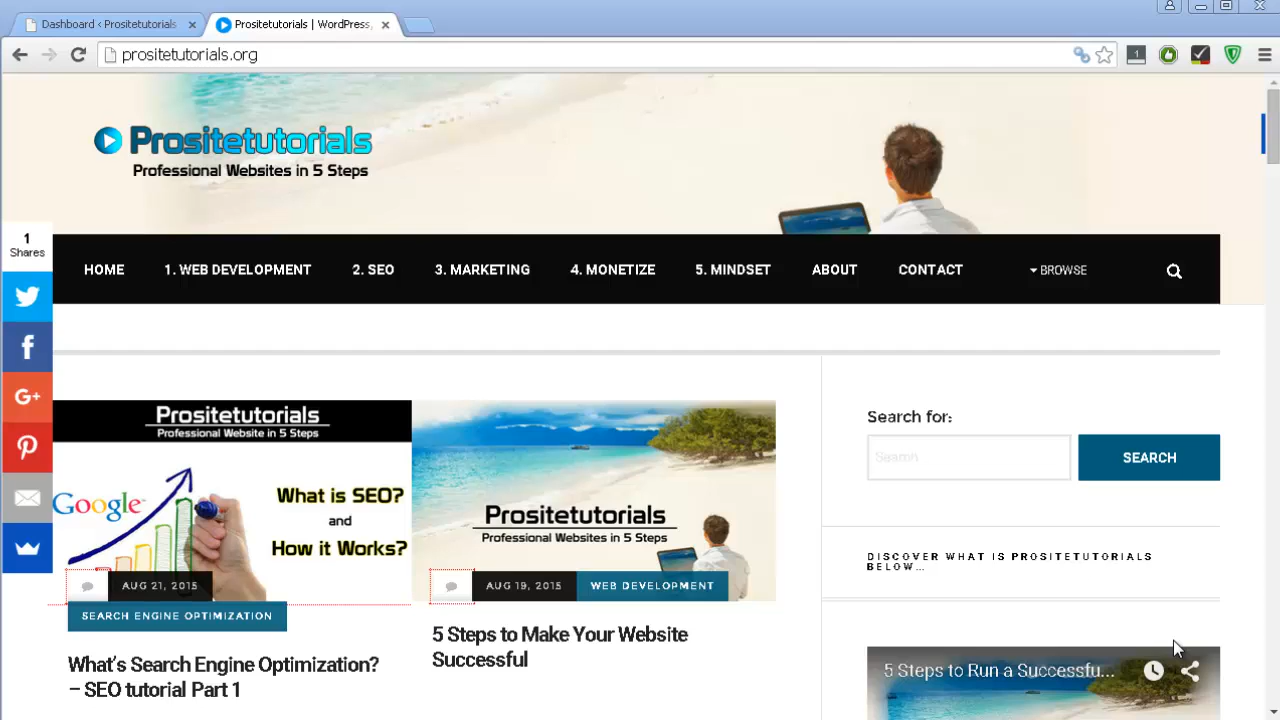 Dashboard ‹ Prositetutorials
Prositetutorials | WordPress,
prositetutorials.org
1
Prositetutorials
Professional Websites in 5 Steps
1
Shares
HOME
1. WEB DEVELOPMENT
2. SEO
3. MARKETING
4. MONETIZE
5. MINDSET
ABOUT
CONTACT
BROWSE
f
G+
Prositetutorials
Professional Website in 5 Steps
Google
What is SEO?
and
How it Works?
AUG 21, 2015
SEARCH ENGINE OPTIMIZATION
What's Search Engine Optimization?
– SEO tutorial Part 1
Prositetutorials
Professional Websites in 5 Steps
AUG 19, 2015
WEB DEVELOPMENT
5 Steps to Make Your Website
Successful
Search for:
Search
SEARCH
DISCOVER WHAT IS PROSITETUTORIALS
BELOW...
5 Steps to Run a Successfu...